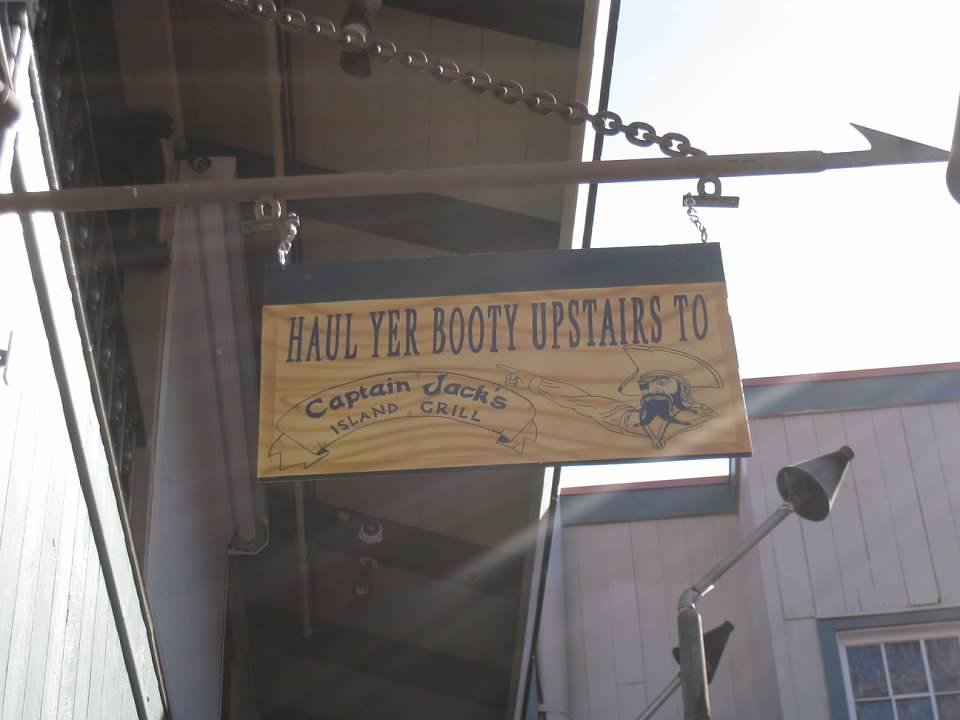 HAUL YER BOOTY UPSTAIRS TO
Captain Jack's
ISLAND GRILL